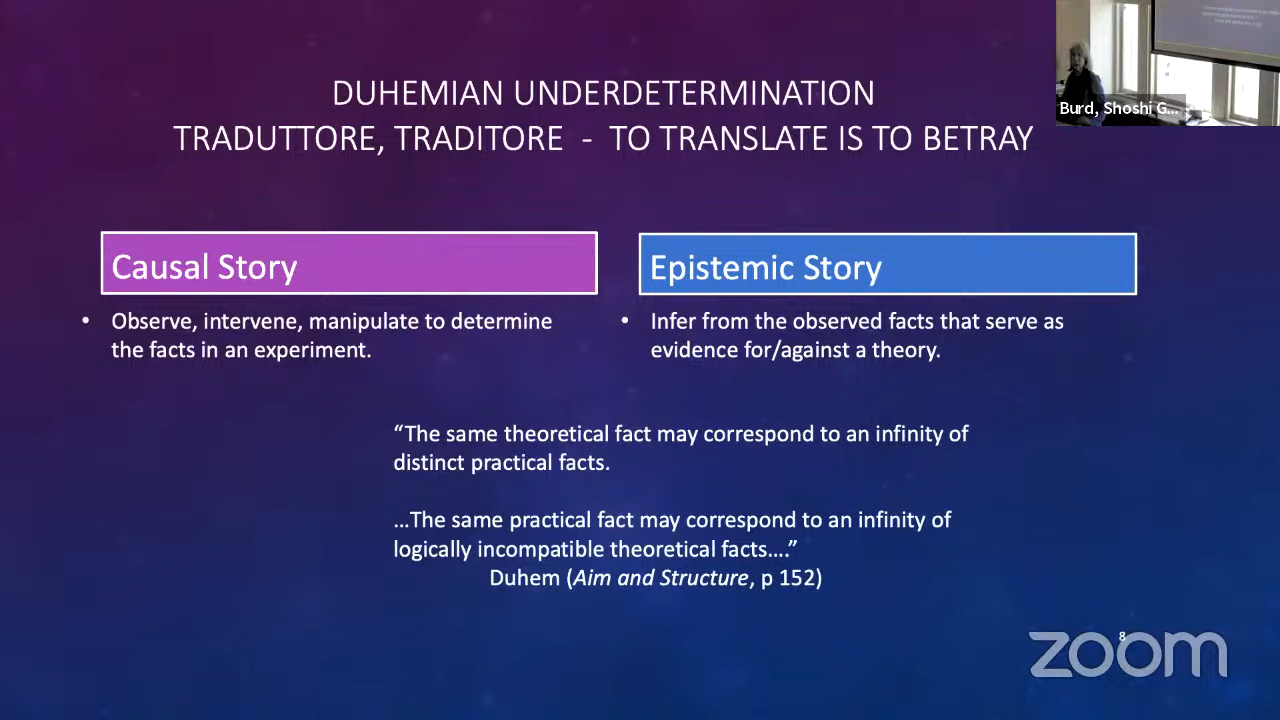 DUHEMIAN UNDERDETERMINATION
TRADUTTORE, TRADITORE - TO TRANSLATE IS TO BETRAY
Burd, Shoshi G...
Causal Story
• Observe, intervene, manipulate to determine
the facts in an experiment.
Epistemic Story
• Infer from the observed facts that serve as
evidence for/against a theory.
“The same theoretical fact may correspond to an infinity of
distinct practical facts.
...The same practical fact may correspond to an infinity of
logically incompatible theoretical facts....”
Duhem (Aim and Structure, p 152)
8
zoom